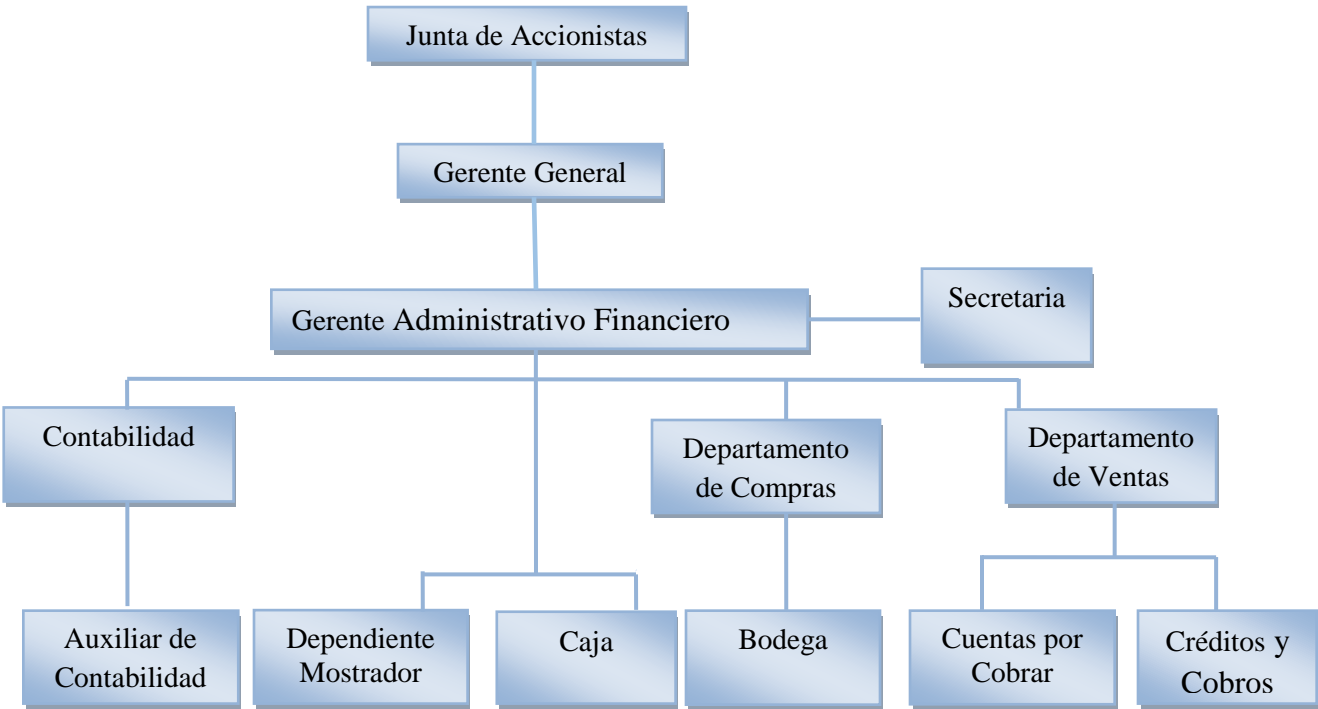 Junta de Accionistas
Gerente General
Gerente Administrativo Financiero
Secretaria
Contabilidad
Departamento
de Compras
Departamento
de Ventas
Auxiliar de
Contabilidad
Dependiente
Mostrador
Caja
Bodega
Cuentas por
Cobrar
Créditos y
Cobros